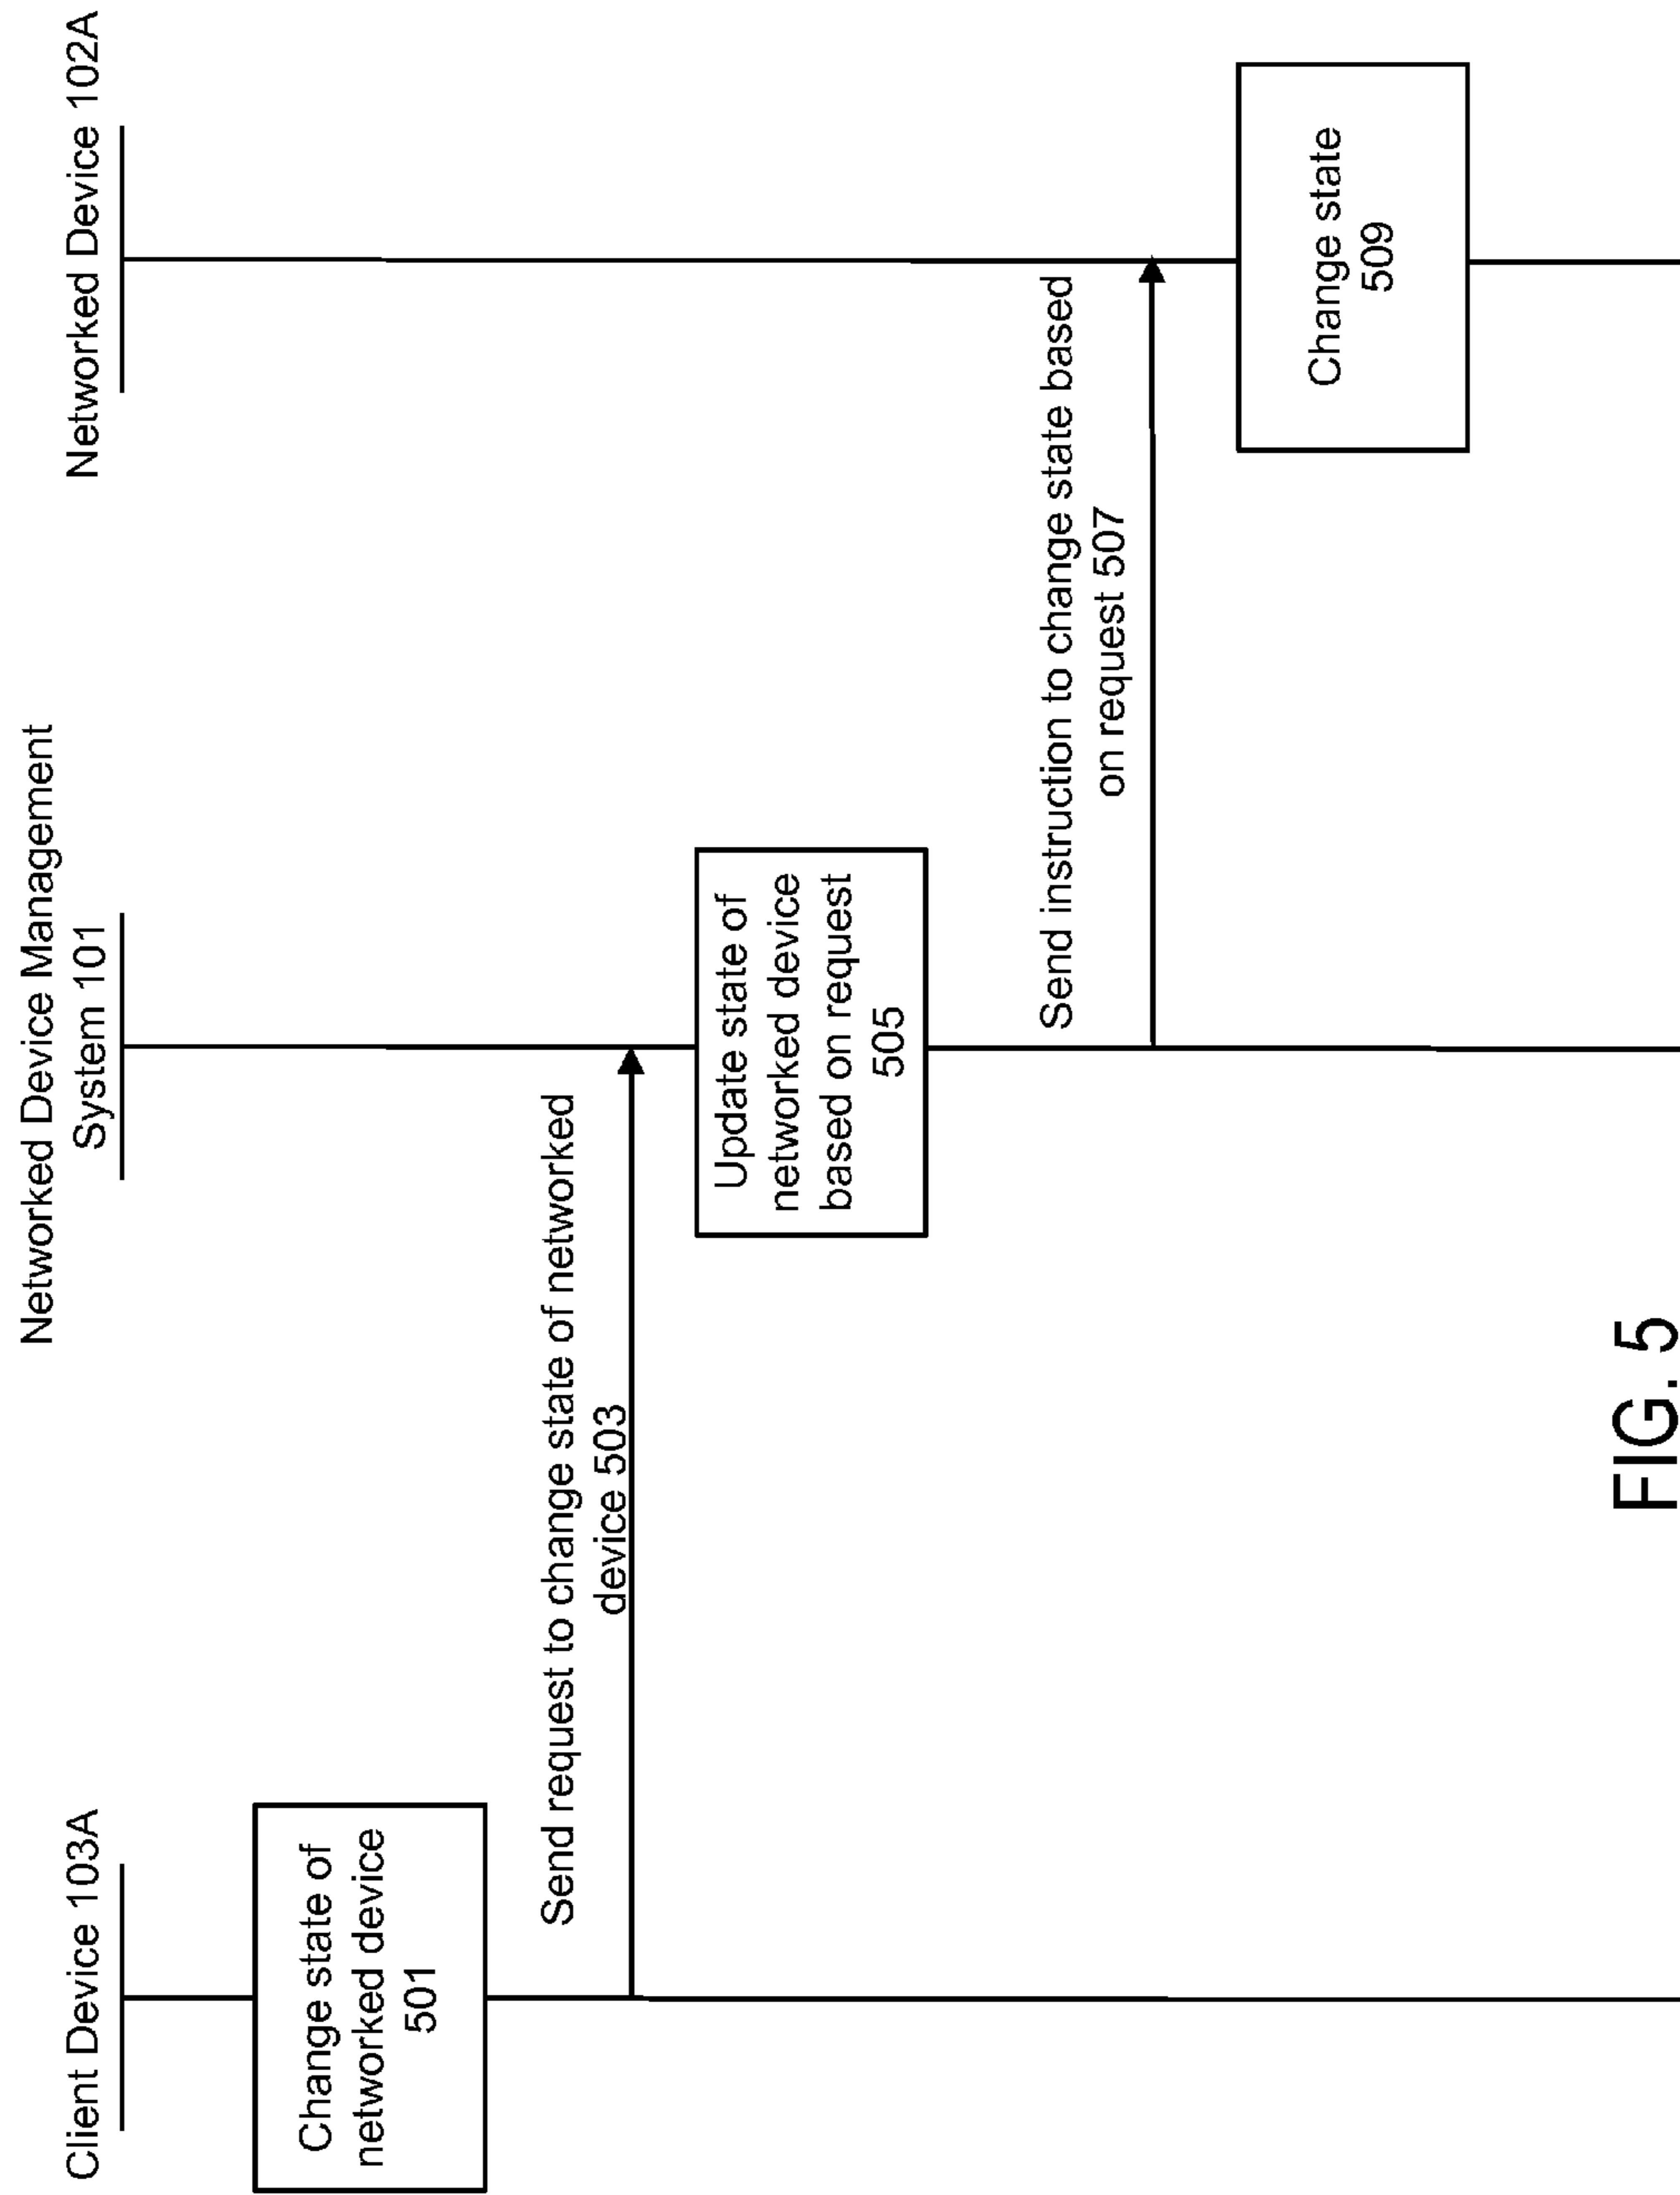 Client Device 103A
Networked Device Management
System 101
Networked Device 102A
Change state of
networked device
501
Send request to change state of networked
device 503
Update state of
networked device
based on request
505
Send instruction to change state based
on request 507
Change state
509
FIG. 5